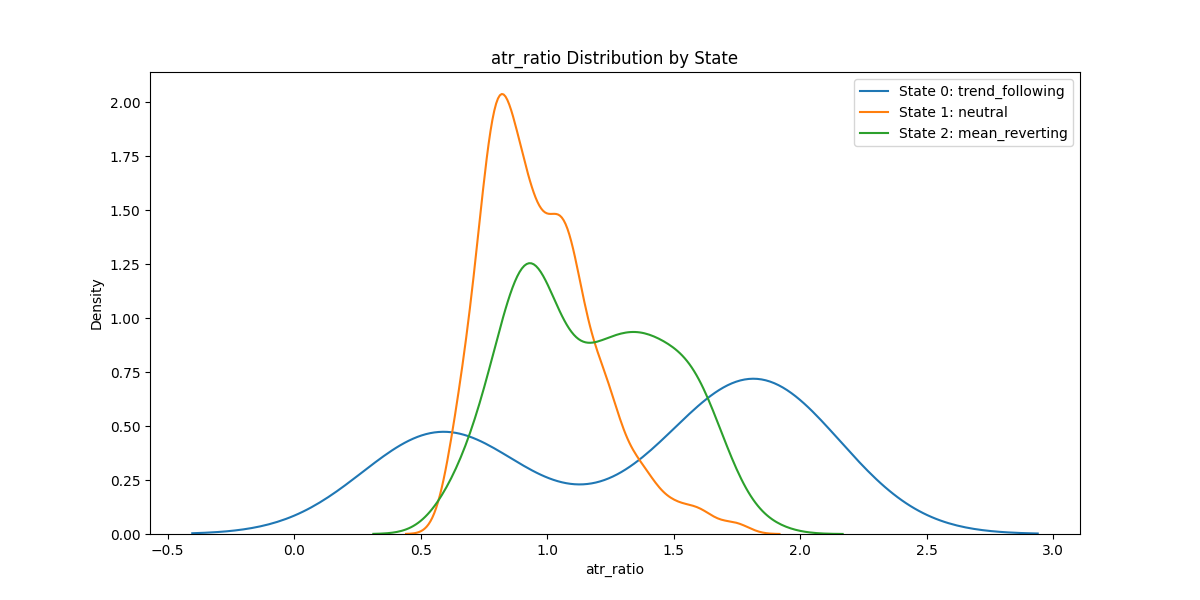 atr_ratio Distribution by State
State 0: trend_following
State 1: neutral
State 2: mean_reverting
Density
2.00
1.75
1.50
1.25
1.00
0.75
0.50
0.25
0.00
−0.5 0.0 0.5 1.0 1.5 2.0 2.5 3.0
atr_ratio